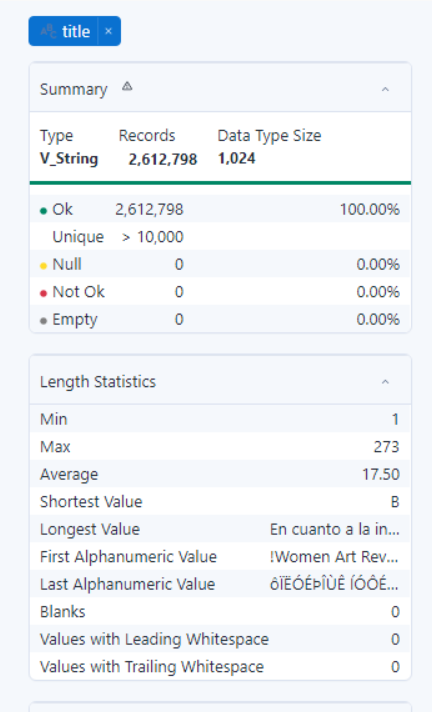 title ×
Summary
Type Records Data Type Size
V_String 2,612,798 1,024
Ok 2,612,798 100.00%
Unique > 10,000
Null 0 0.00%
Not Ok 0 0.00%
Empty 0 0.00%
Length Statistics
Min 1
Max 273
Average 17.50
Shortest Value B
Longest Value En cuanto a la in...
First Alphanumeric Value !Women Art Rev...
Last Alphanumeric Value ôÏËÓÉÞÎÙÊ ÍÓÔÉ...
Blanks 0
Values with Leading Whitespace 0
Values with Trailing Whitespace 0